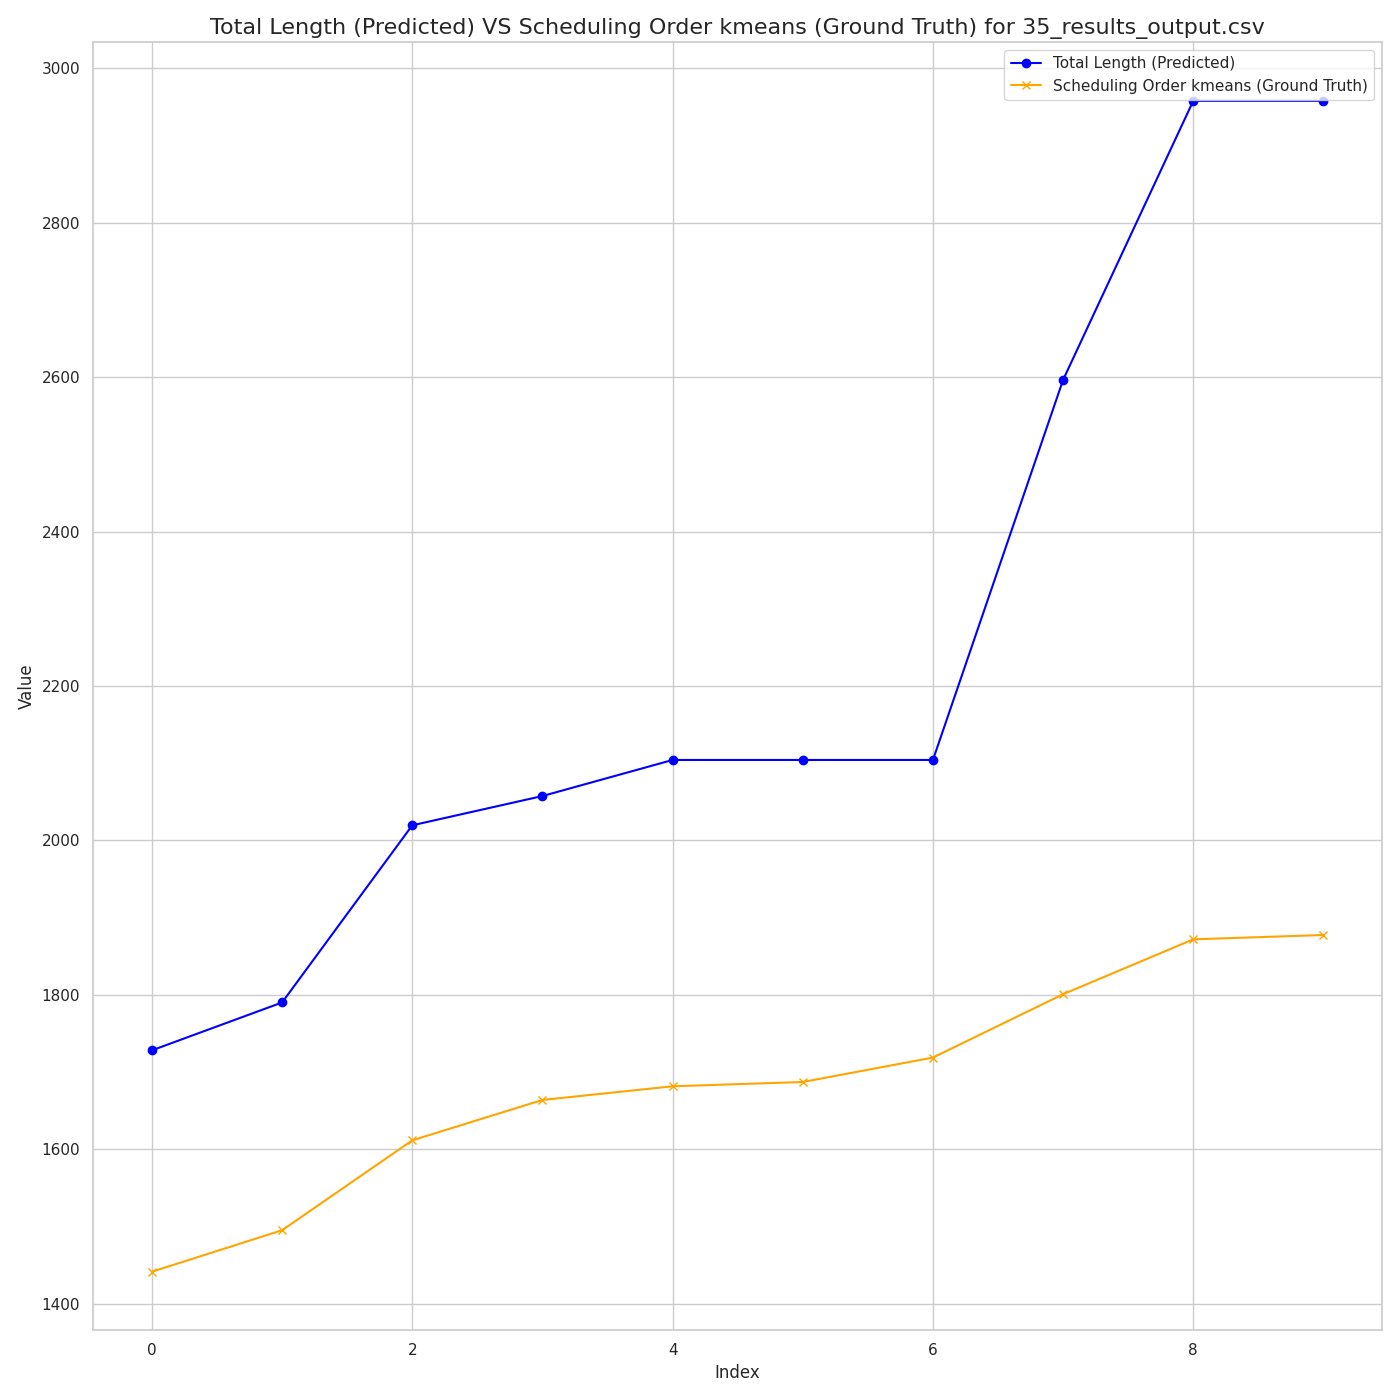 Total Length (Predicted) VS Scheduling Order kmeans (Ground Truth) for 35_results_output.csv
Total Length (Predicted)
Scheduling Order kmeans (Ground Truth)
3000
2800
2600
2400
2200
2000
1800
1600
1400
Value
0 2 4 6 8
Index